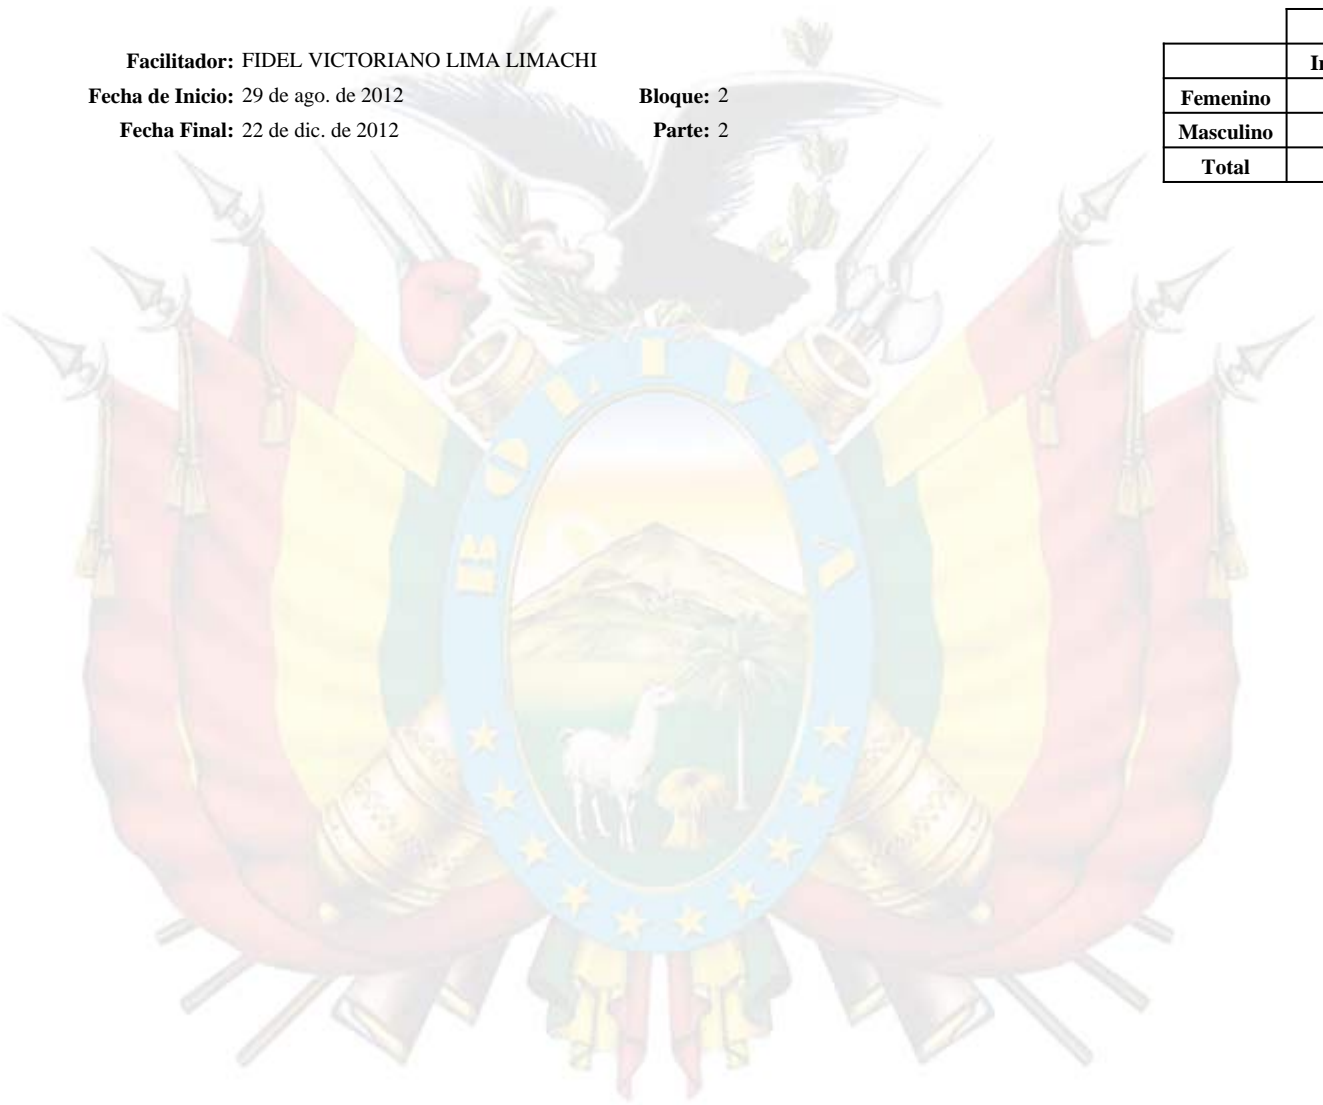 Facilitador: FIDEL VICTORIANO LIMA LIMACHI
Fecha de Inicio: 29 de ago. de 2012 Bloque: 2
Fecha Final: 22 de dic. de 2012 Parte: 2
Femenino
Masculino
Total
BOLIVIA